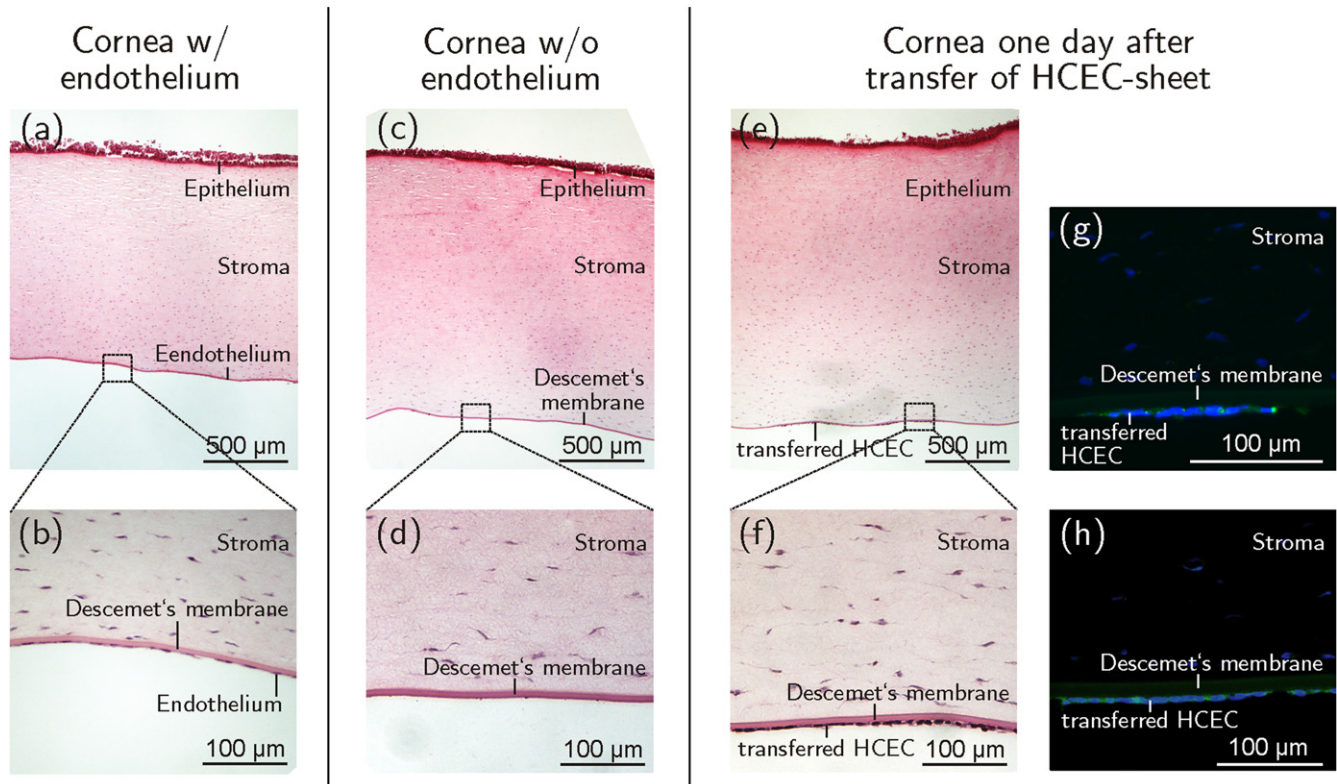 Cornea w/
endothelium
Cornea w/o
endothelium
Cornea one day after
transfer of HCEC-sheet
(a)
Epithelium
Stroma
Eendothelium
500 µm
(b)
Stroma
Descemet‘s membrane
Endothelium
100 µm
(c)
Epithelium
Stroma
Descemet‘s
membrane
500 µm
(d)
Stroma
Descemet‘s membrane
100 µm
(e)
Epithelium
Stroma
transferred HCEC
500 µm
(f)
Stroma
Descemet‘s membrane
transferred HCEC
100 µm
(g)
Stroma
Descemet‘s membrane
transferred
HCEC
100 µm
(h)
Stroma
Descemet‘s membrane
transferred HCEC
100 µm